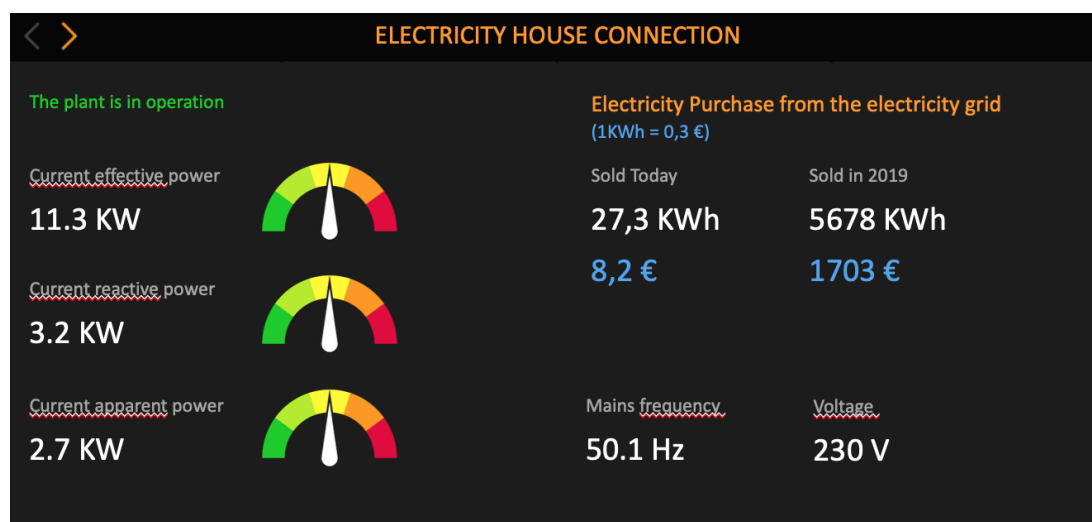 ELECTRICITY HOUSE CONNECTION
The plant is in operation
Current effective power
11.3 KW
Current reactive power
3.2 KW
Current apparent power
2.7 KW
Electricity Purchase from the electricity grid
(1KWh = 0,3 €)
Sold Today
27,3 KWh
8,2 €
Sold in 2019
5678 KWh
1703 €
Mains frequency
50.1 Hz
Voltage
230 V